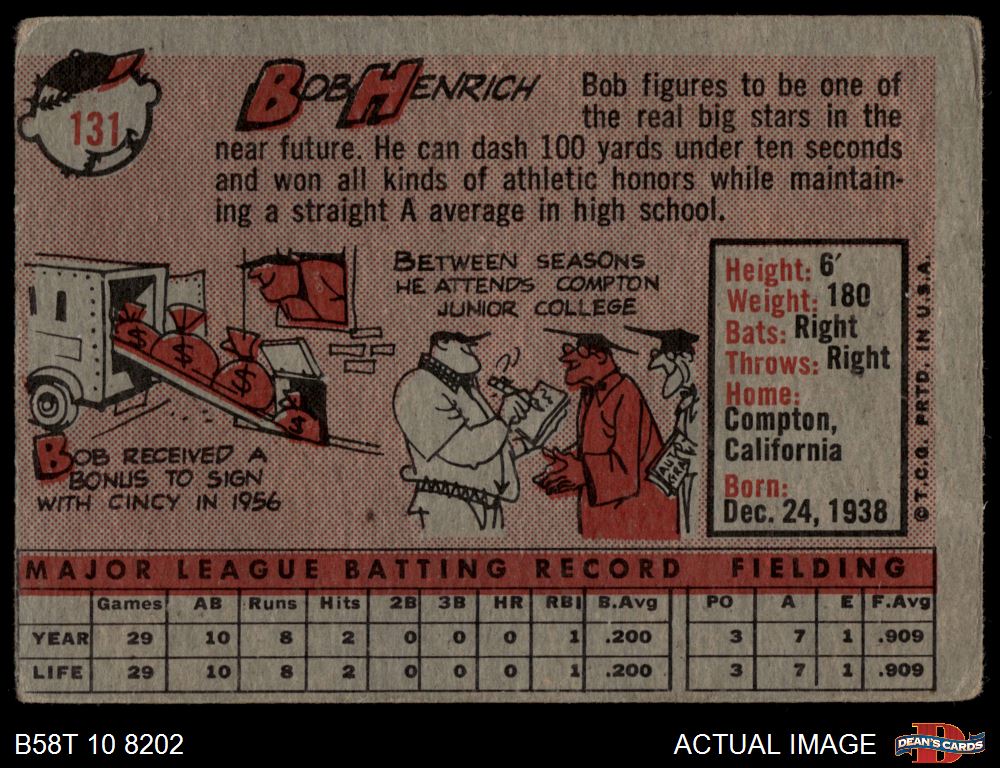 131
BOB HENRICH
Bob figures to be one of
the real big stars in the
near future. He can dash 100 yards under ten seconds
and won all kinds of athletic honors while maintain-
ing a straight A average in high school.
$ $ $ $
BOB RECEIVED A
BONUS TO SIGN
WITH CINCY IN 1956
BETWEEN SEASONS
HE ATTENDS COMPTON
JUNIOR COLLEGE
AUTO
GRA
Height: 6'
Weight: 180
Bats: Right
Throws: Right
Home:
Compton,
California
Born:
Dec. 24, 1938
© T.C.G. PRTD. IN U.S.A.
MAJOR LEAGUE BATTING RECORD FIELDING
Games AB Runs Hits 2B 3B HR RBI B.Avg PO A E F.Avg
YEAR 29 10 8 2 0 0 0 1 .200 3 7 1 .909
LIFE 29 10 8 2 0 0 0 1 .200 3 7 1 .909
B58T 10 8202
ACTUAL IMAGE
D
DEAN'S CARDS